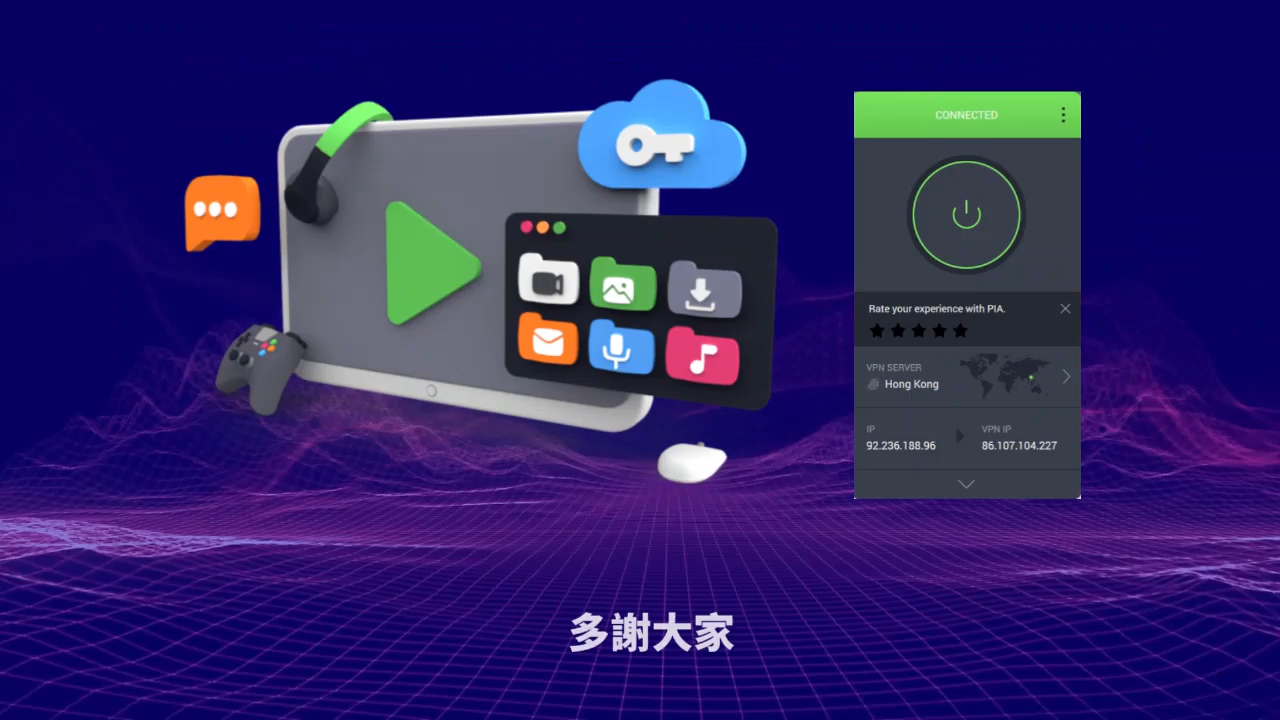 CONNECTED
Rate your experience with PIA.
VPN SERVER
Hong Kong
IP
92.236.188.96
VPN IP
86.107.104.227
多謝大家